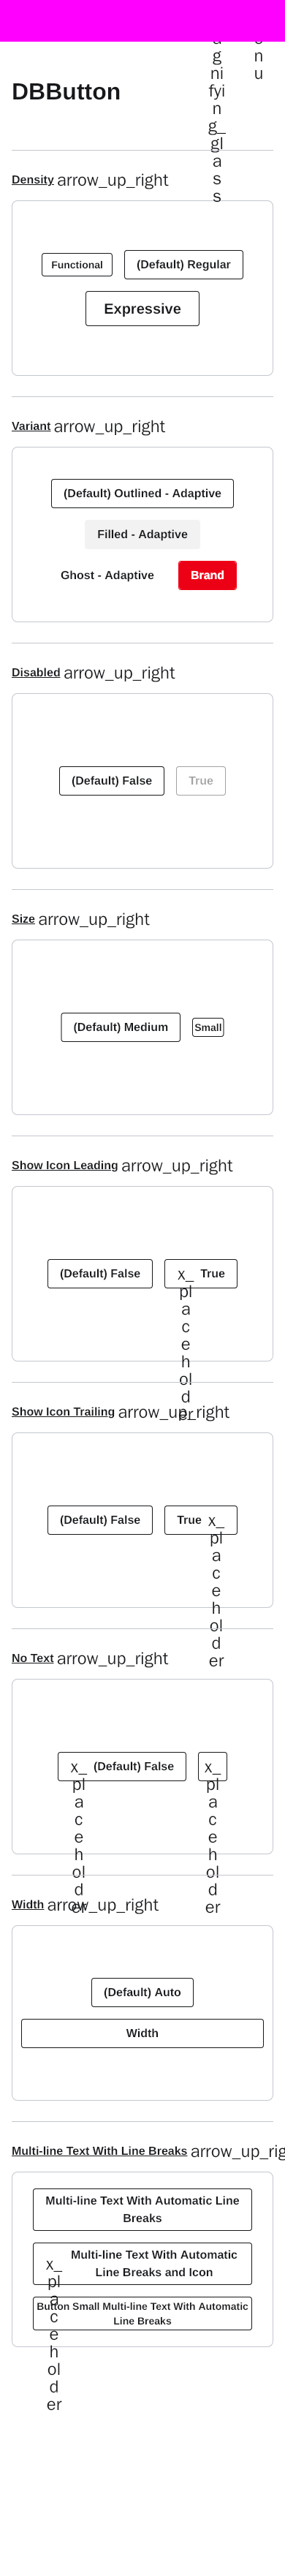 a
g
ni
fyi
n
g_
gl
a
s
s
n
u
DBButton
Density arrow_up_right
Functional
(Default) Regular
Expressive
Variant arrow_up_right
(Default) Outlined - Adaptive
Filled - Adaptive
Ghost - Adaptive
Brand
Disabled arrow_up_right
(Default) False
True
Size arrow_up_right
(Default) Medium
Small
Show Icon Leading arrow_up_right
(Default) False
x_
pl
a
c
e
h
ol
d
er
True
Show Icon Trailing arrow_up_right
(Default) False
True
x_
pl
a
c
e
h
ol
d
er
No Text arrow_up_right
x_
pl
a
c
e
h
ol
d
er
(Default) False
x_
pl
a
c
e
h
ol
d
er
Width arrow_up_right
(Default) Auto
Width
Multi-line Text With Line Breaks arrow_up_rig
Multi-line Text With Automatic Line
Breaks
x_
pl
a
c
e
h
ol
d
er
Multi-line Text With Automatic
Line Breaks and Icon
Button Small Multi-line Text With Automatic
Line Breaks